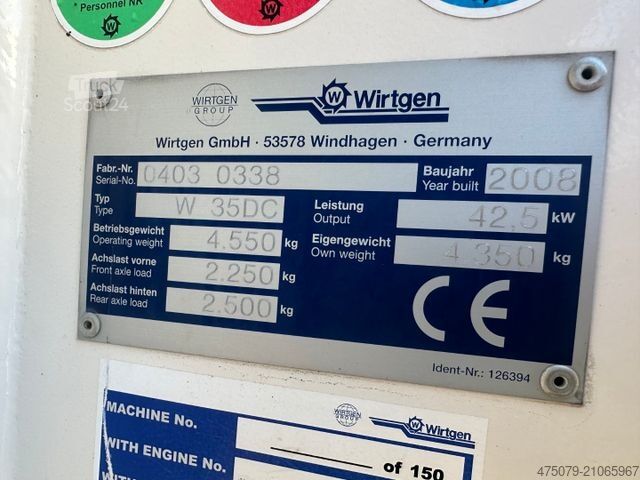 * Personnel NR
Truck
Scout24
WIRTGEN
GROUP
W Wirtgen
Wirtgen GmbH · 53578 Windhagen · Germany
Fabr.-Nr.
Serial-No. 0403 0338
Baujahr
Year built 2008
Typ
Type W 35DC
Leistung
Output 42,5 kW
Betriebsgewicht
Operating weight 4.550 kg
Eigengewicht
Own weight 4.350 kg
Achslast vorne
Front axle load 2.250 kg
Achslast hinten
Rear axle load 2.500 kg
CE
Ident-Nr.: 126394
WIRTGEN
GROUP
Wirtgen
MACHINE No.
of 150
WITH ENGINE No.
475079-21065967